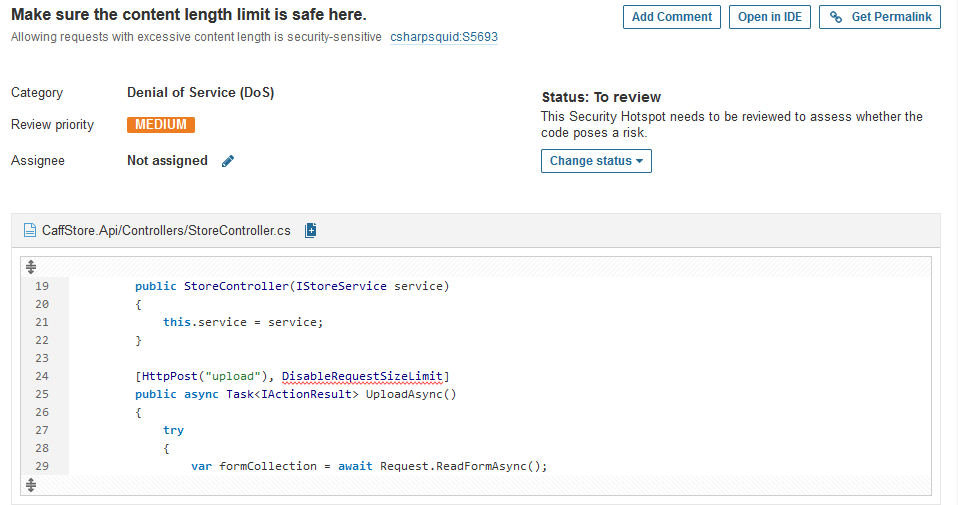 Make sure the content length limit is safe here.
Add Comment
Open in IDE
Get Permalink
Allowing requests with excessive content length is security-sensitive csharpsquid:S5693
Category
Denial of Service (DoS)
Review priority
MEDIUM
Assignee
Not assigned
Status: To review
This Security Hotspot needs to be reviewed to assess whether the
code poses a risk.
Change status
CaffStore.Api/Controllers/StoreController.cs
19 public StoreController(IStoreService service)
20 {
21 this.service = service;
22 }
23
24 [HttpPost("upload"), DisableRequestSizeLimit]
25 public async Task<IActionResult> UploadAsync()
26 {
27 try
28 {
29 var formCollection = await Request.ReadFormAsync();